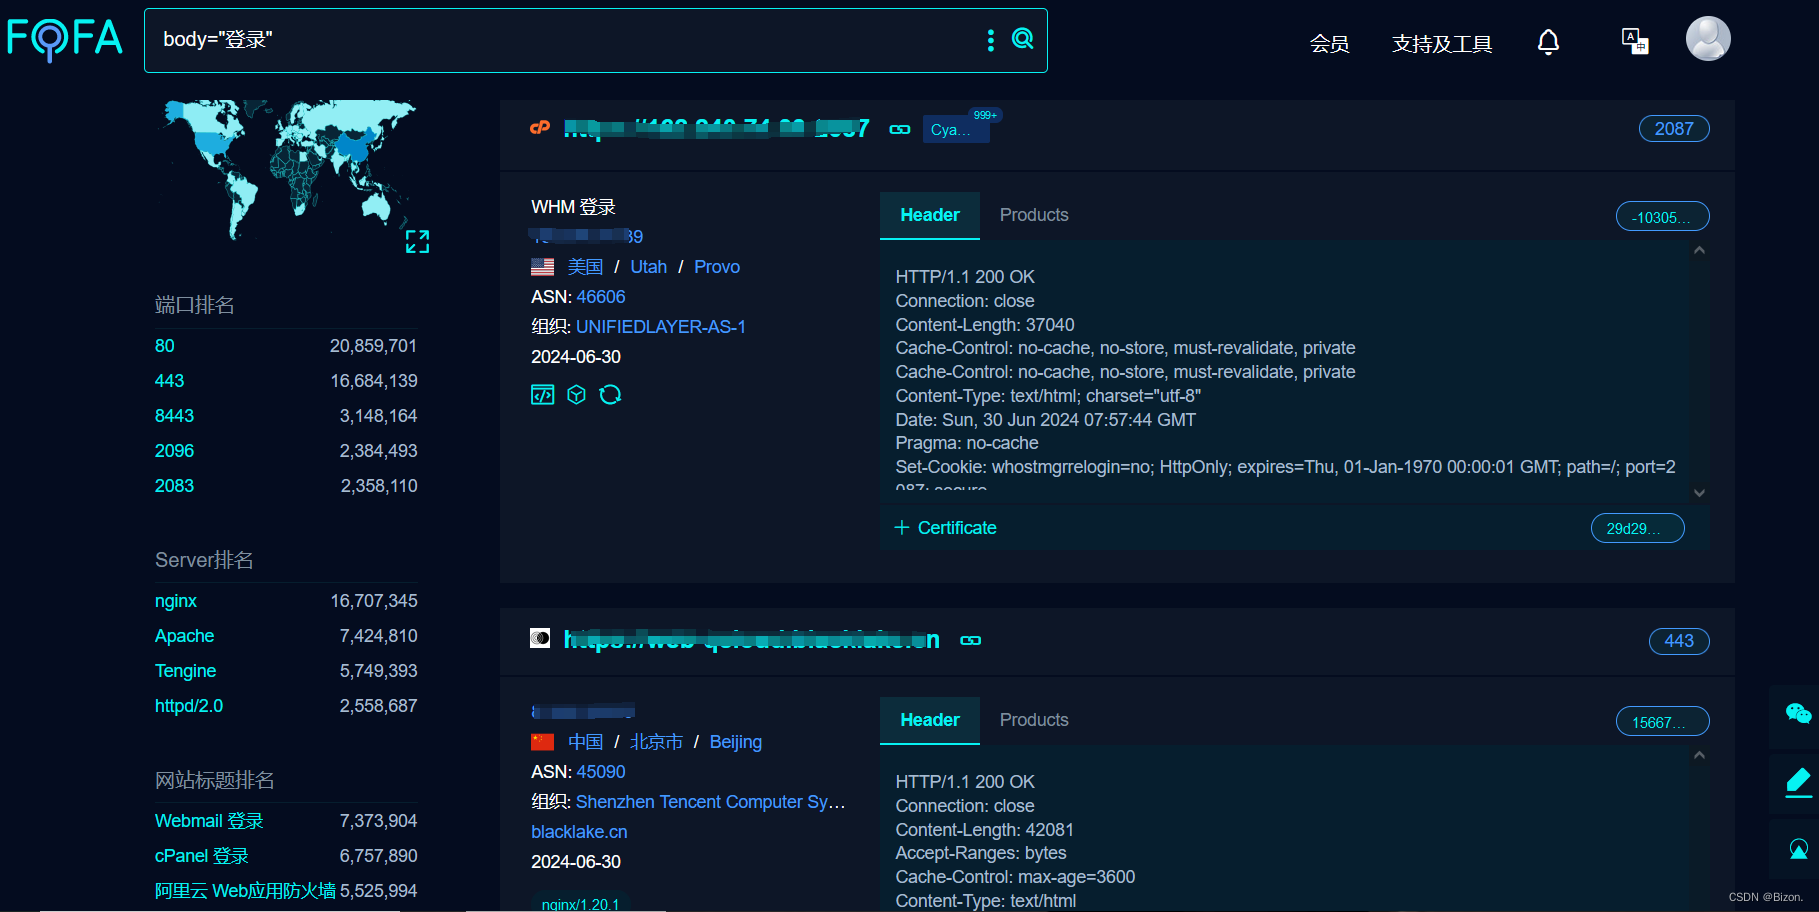 FOFA
body="登录"
会员
支持及工具
端口排名
80 20,859,701
443 16,684,139
8443 3,148,164
2096 2,384,493
2083 2,358,110
Server排名
nginx 16,707,345
Apache 7,424,810
Tengine 5,749,393
httpd/2.0 2,558,687
网站标题排名
Webmail 登录 7,373,904
cPanel 登录 6,757,890
阿里云 Web应用防火墙 5,525,994
Cya...
999+
2087
WHM 登录
美国 / Utah / Provo
ASN: 46606
组织: UNIFIEDLAYER-AS-1
2024-06-30
Header
Products
-10305...
HTTP/1.1 200 OK
Connection: close
Content-Length: 37040
Cache-Control: no-cache, no-store, must-revalidate, private
Cache-Control: no-cache, no-store, must-revalidate, private
Content-Type: text/html; charset="utf-8"
Date: Sun, 30 Jun 2024 07:57:44 GMT
Pragma: no-cache
Set-Cookie: whostmgrrelogin=no; HttpOnly; expires=Thu, 01-Jan-1970 00:00:01 GMT; path=/; port=2
087; secure
+ Certificate
29d29...
443
中国 / 北京市 / Beijing
ASN: 45090
组织: Shenzhen Tencent Computer Sy...
blacklake.cn
2024-06-30
nginx/1.20.1
Header
Products
15667...
HTTP/1.1 200 OK
Connection: close
Content-Length: 42081
Accept-Ranges: bytes
Cache-Control: max-age=3600
Content-Type: text/html
CSDN @Bizon.